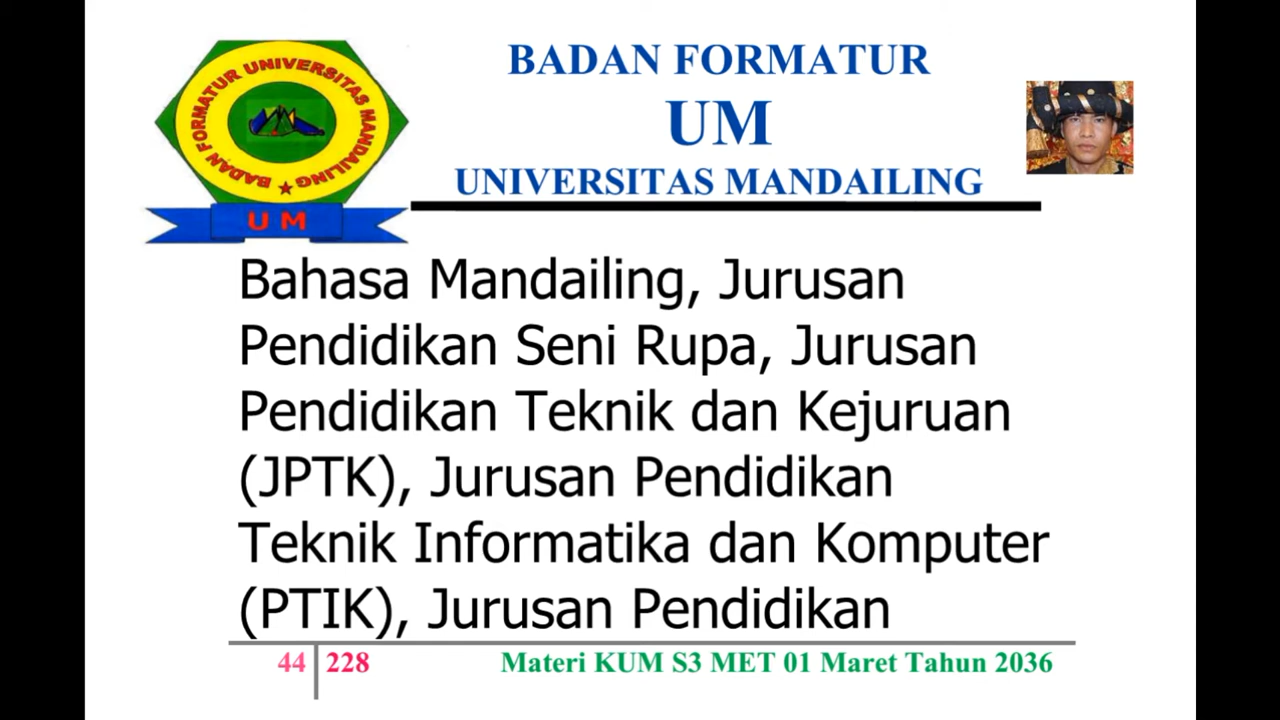 BADAN FORMATUR UNIVERSITAS MANDAILING
U M
BADAN FORMATUR
UM
UNIVERSITAS MANDAILING
Bahasa Mandailing, Jurusan
Pendidikan Seni Rupa, Jurusan
Pendidikan Teknik dan Kejuruan
(JPTK), Jurusan Pendidikan
Teknik Informatika dan Komputer
(PTIK), Jurusan Pendidikan
44 228 Materi KUM S3 MET 01 Maret Tahun 2036